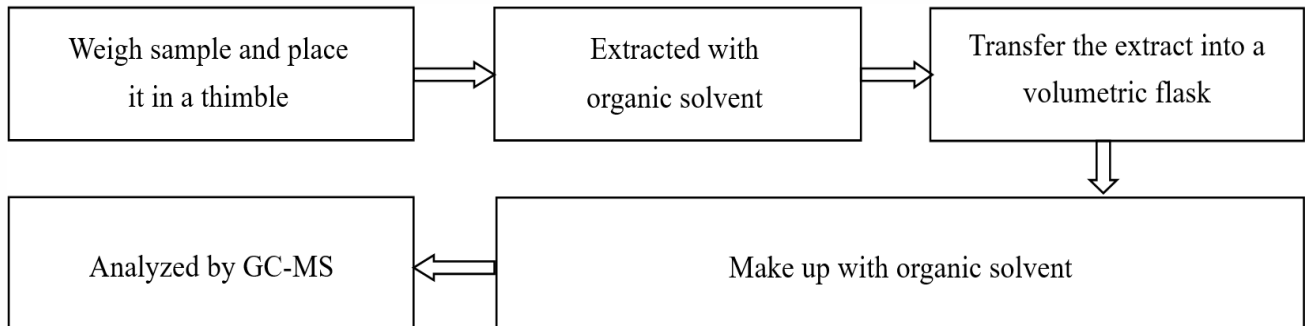 Weigh sample and place
it in a thimble
Extracted with
organic solvent
Transfer the extract into a
volumetric flask
Make up with organic solvent
Analyzed by GC-MS